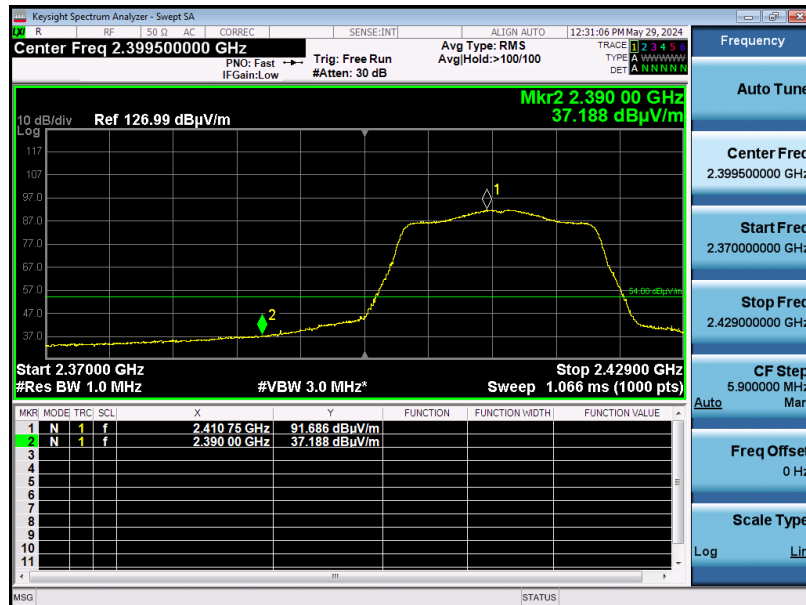 Keysight Spectrum Analyzer - Swept SA
LXI R RF 50 Ω AC CORREC SENSE:INT ALIGN AUTO 12:31:06 PM May 29, 2024
Center Freq 2.399500000 GHz
PNO: Fast
IFGain:Low
Trig: Free Run
#Atten: 30 dB
Avg Type: RMS
Avg|Hold:>100/100
TRACE 1 2 3 4 5 6
TYPE A WWWWW
DET A N N N N N
Mkr2 2.390 00 GHz
37.188 dBµV/m
10 dB/div Ref 126.99 dBµV/m
Log
117
107
97.0
87.0
77.0
67.0
57.0
47.0
37.0
1
2
54.00 dBµV/m
Start 2.37000 GHz Stop 2.42900 GHz
#Res BW 1.0 MHz #VBW 3.0 MHz* Sweep 1.066 ms (1000 pts)
MKR MODE TRC SCL X Y FUNCTION FUNCTION WIDTH FUNCTION VALUE
1 N 1 f 2.410 75 GHz 91.686 dBµV/m
2 N 1 f 2.390 00 GHz 37.188 dBµV/m
3
4
5
6
7
8
9
10
11
MSG STATUS
Frequency
Auto Tune
Center Freq
2.399500000 GHz
Start Freq
2.370000000 GHz
Stop Freq
2.429000000 GHz
CF Step
5.900000 MHz
Auto Man
Freq Offset
0 Hz
Scale Type
Log Lin